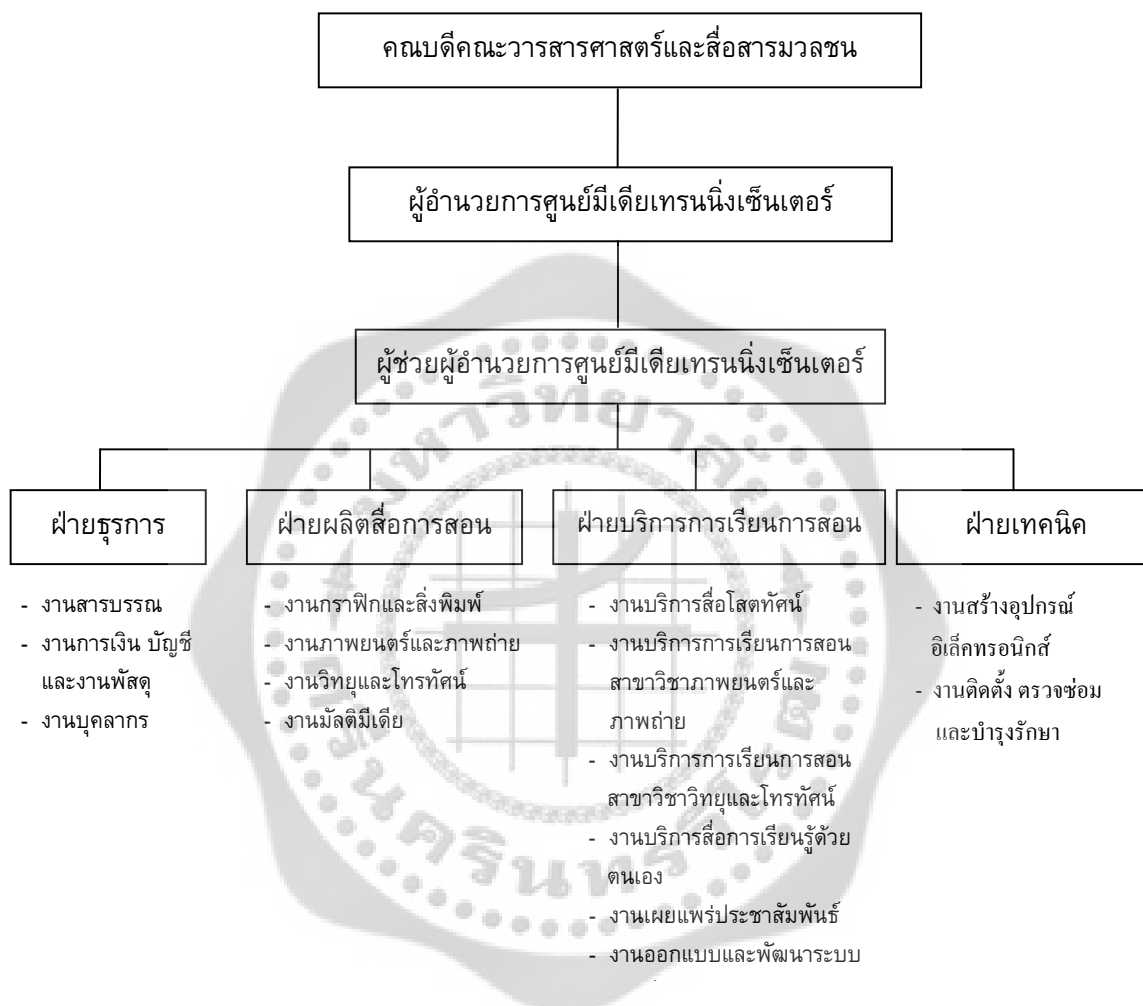 คณบดีคณะวารสารศาสตร์และสื่อสารมวลชน
ผู้อำนวยการศูนย์มีเดียเทรนนิ่งเซ็นเตอร์
ผู้ช่วยผู้อำนวยการศูนย์มีเดียเทรนนิ่งเซ็นเตอร์
ฝ่ายธุรการ
- งานสารบรรณ
- งานการเงิน บัญชี
และงานพัสดุ
- งานบุคลากร
ฝ่ายผลิตสื่อการสอน
- งานกราฟิกและสิ่งพิมพ์
- งานภาพยนตร์และภาพถ่าย
- งานวิทยุและโทรทัศน์
- งานมัลติมีเดีย
ฝ่ายบริการการเรียนการสอน
- งานบริการสื่อโสตทัศน์
- งานบริการการเรียนการสอน
สาขาวิชาภาพยนตร์และ
ภาพถ่าย
- งานบริการการเรียนการสอน
สาขาวิชาวิทยุและโทรทัศน์
- งานบริการสื่อการเรียนรู้ด้วย
ตนเอง
- งานเผยแพร่ประชาสัมพันธ์
- งานออกแบบและพัฒนาระบบ
ฝ่ายเทคนิค
- งานสร้างอุปกรณ์
อิเล็คทรอนิกส์
- งานติดตั้ง ตรวจซ่อม
และบำรุงรักษา
มหาวิทยาลัย
ศรีนครินทรวิโรฒ